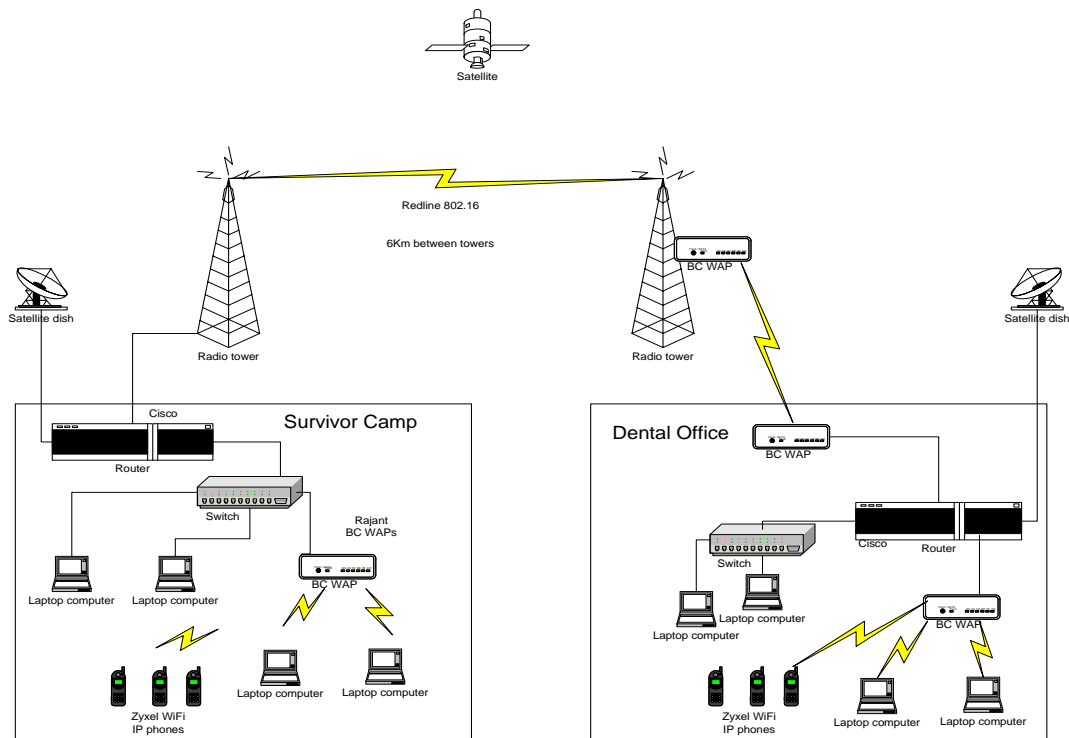 Satellite
Redline 802.16
6Km between towers
BC WAP
Satellite dish
Satellite dish
Radio tower
Radio tower
Cisco
Survivor Camp
Dental Office
Router
BC WAP
Switch
Rajant
BC WAPs
Cisco
Router
Switch
BC WAP
Laptop computer
Laptop computer
Laptop computer
Laptop computer
BC WAP
Laptop computer
Laptop computer
Zyxel WiFi
IP phones
Zyxel WiFi
IP phones
Laptop computer
Laptop computer